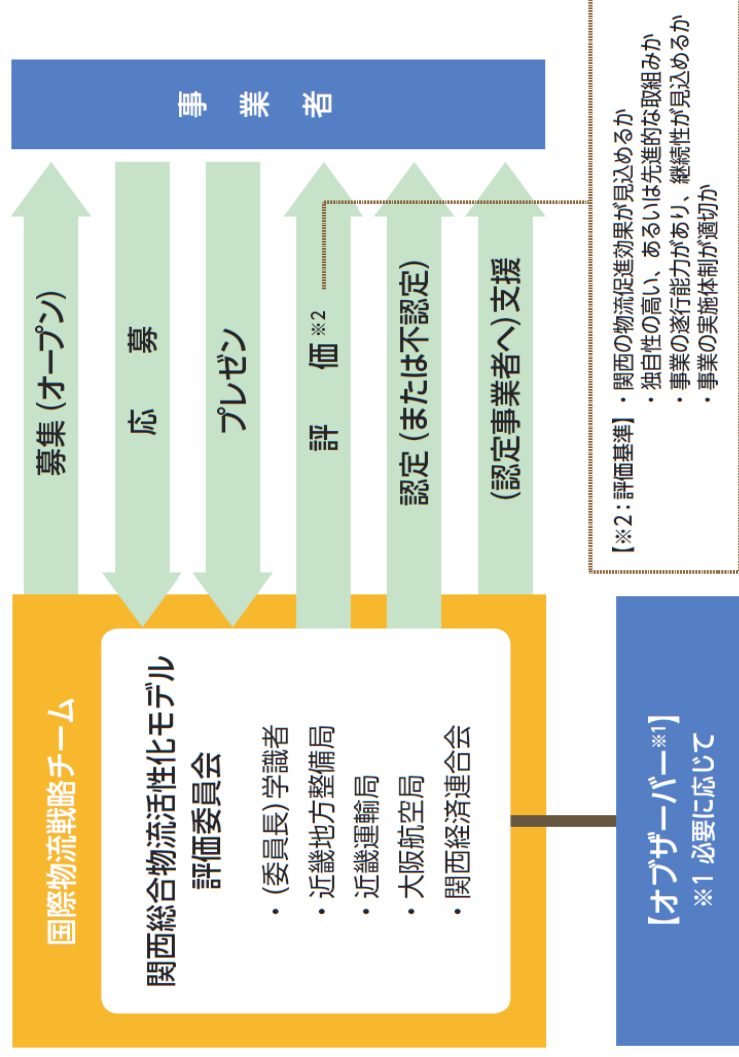 国際物流戦略チーム
関西総合物流活性化モデル
評価委員会
・(委員長)学識者
・近畿地方整備局
・近畿運輸局
・大阪航空局
・関西経済連合会
募集(オープン)
応募
プレゼン
評価※2
認定(または不認定)
(認定事業者へ)支援
事業者
【オブザーバー※1】
※1 必要に応じて
【※2:評価基準】・関西の物流促進効果が見込めるか
・独自性の高い、あるいは先進的な取組みか
・事業の遂行能力があり、継続性が見込めるか
・事業の実施体制が適切か